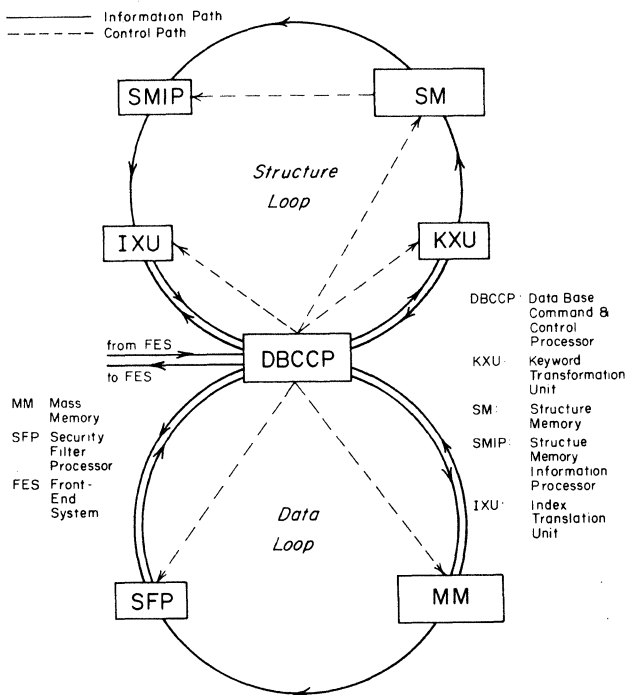 Information Path
Control Path
SMIP
SM
Structure
Loop
IXU
KXU
DBCCP: Data Base
Command &
Control
Processor
from FES
DBCCP
to FES
KXU: Keyword
Transformation
Unit
MM Mass
Memory
SM: Structure
Memory
SFP Security
Filter
Processor
SMIP: Structue
Memory
Information
Processor
FES Front-
End
System
IXU: Index
Translation
Unit
Data
Loop
SFP
MM